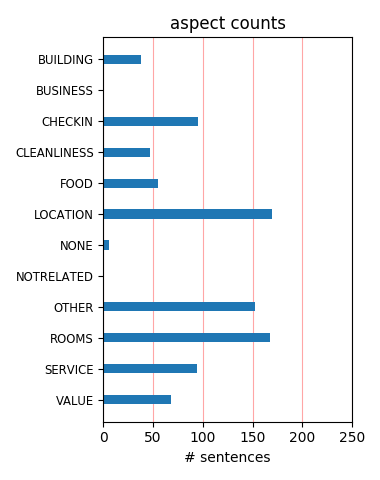 aspect counts
BUILDING
BUSINESS
CHECKIN
CLEANLINESS
FOOD
LOCATION
NONE
NOTRELATED
OTHER
ROOMS
SERVICE
VALUE
0 50 100 150 200 250
# sentences